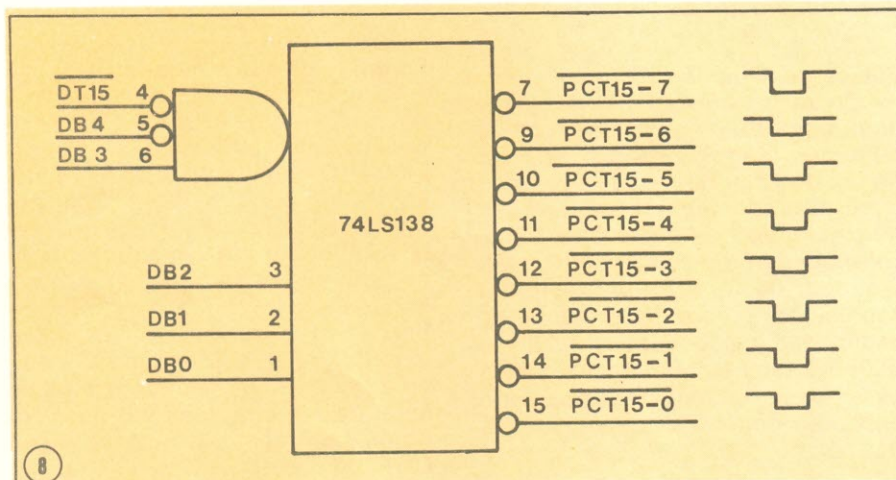 DT15 4
DB4 5
DB3 6
DB2 3
DB1 2
DB0 1
74LS138
7 PCT15-7
9 PCT15-6
10 PCT15-5
11 PCT15-4
12 PCT15-3
13 PCT15-2
14 PCT15-1
15 PCT15-0
8